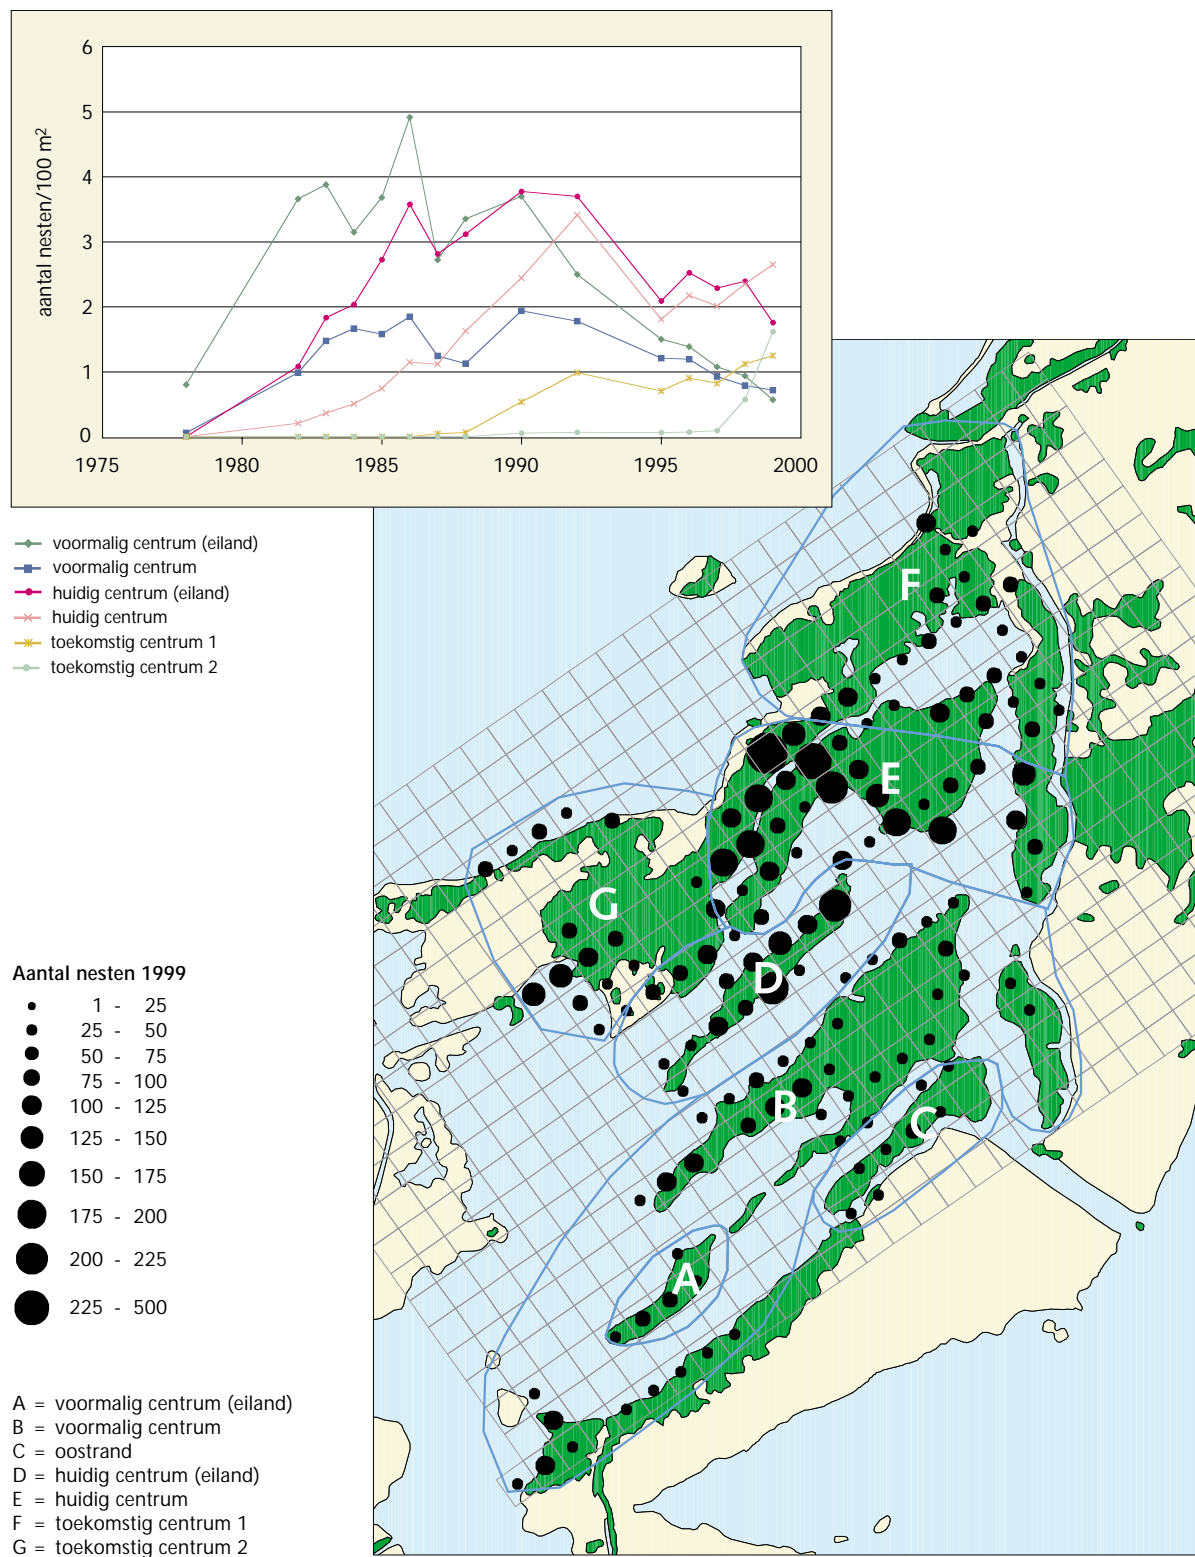 6
5
4
3
2
1
0
aantal nesten/100 m²
1975 1980 1985 1990 1995 2000
voormalig centrum (eiland)
voormalig centrum
huidig centrum (eiland)
huidig centrum
toekomstig centrum 1
toekomstig centrum 2
F
E
G
D
B
C
A
Aantal nesten 1999
1 - 25
25 - 50
50 - 75
75 - 100
100 - 125
125 - 150
150 - 175
175 - 200
200 - 225
225 - 500
A = voormalig centrum (eiland)
B = voormalig centrum
C = oostrand
D = huidig centrum (eiland)
E = huidig centrum
F = toekomstig centrum 1
G = toekomstig centrum 2